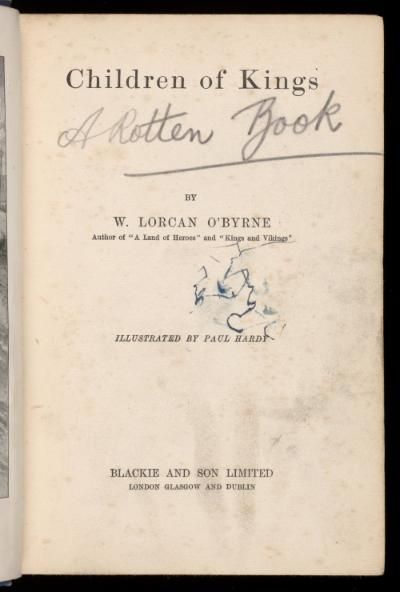 Children of Kings
A Rotten Book
BY
W. LORCAN O'BYRNE
Author of "A Land of Heroes" and "Kings and Vikings"
ILLUSTRATED BY PAUL HARDY
BLACKIE AND SON LIMITED
LONDON GLASGOW AND DUBLIN